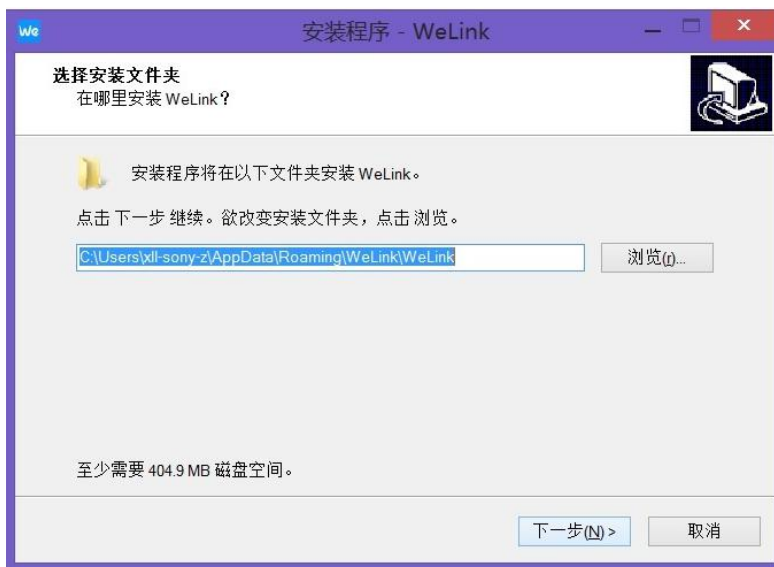 We
安装程序 - WeLink
选择安装文件夹
在哪里安装 WeLink？
安装程序将在以下文件夹安装 WeLink。
点击 下一步 继续。欲改变安装文件夹，点击 浏览。
C:\Users\xll-sony-z\AppData\Roaming\WeLink\WeLink
浏览(r)...
至少需要 404.9 MB 磁盘空间。
下一步(N) >
取消